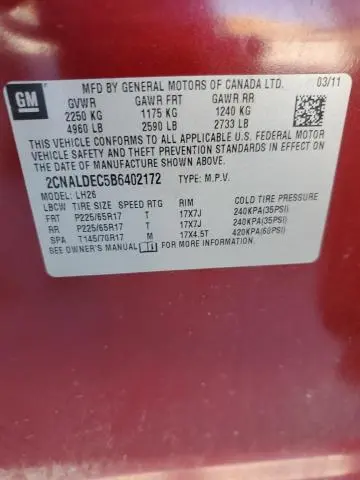 GM
MFD BY GENERAL MOTORS OF CANADA LTD. 03/11
GVWR GAWR FRT GAWR RR
2250 KG 1175 KG 1240 KG
4960 LB 2590 LB 2733 LB
THIS VEHICLE CONFORMS TO ALL APPLICABLE U.S. FEDERAL MOTOR
VEHICLE SAFETY AND THEFT PREVENTION STANDARDS IN EFFECT ON
THE DATE OF MANUFACTURE SHOWN ABOVE.
2CNALDEC5B6402172 TYPE: M.P.V.
MODEL: LH26
LBCW TIRE SIZE SPEED RTG RIM COLD TIRE PRESSURE
FRT P225/65R17 T 17X7J 240KPA(35PSI)
RR P225/65R17 T 17X7J 240KPA(35PSI)
SPA T145/70R17 M 17X4.5T 420KPA(60PSI)
SEE OWNER'S MANUAL FOR MORE INFORMATION.